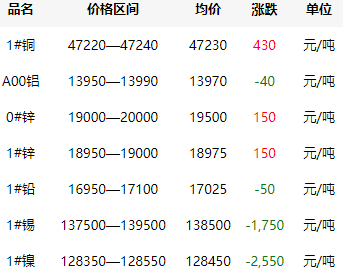 品名 价格区间 均价 涨跌 单位
1#铜 47220—47240 47230 430 元/吨
A00铝 13950—13990 13970 -40 元/吨
0#锌 19000—20000 19500 150 元/吨
1#锌 18950—19000 18975 150 元/吨
1#铅 16950—17100 17025 -50 元/吨
1#锡 137500—139500 138500 -1,750 元/吨
1#镍 128350—128550 128450 -2,550 元/吨